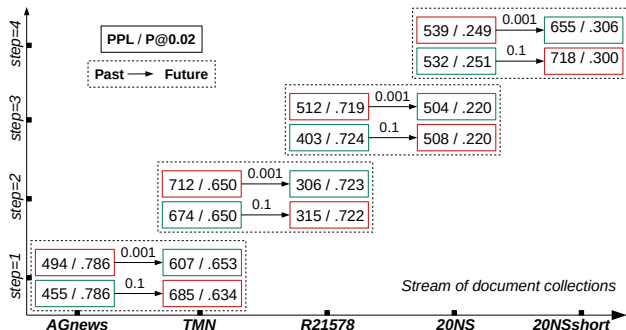 step=4
PPL / P@0.02
539 / .249 0.001 655 / .306
532 / .251 0.1 718 / .300
Past Future
step=3
512 / .719 0.001 504 / .220
403 / .724 0.1 508 / .220
step=2
712 / .650 0.001 306 / .723
674 / .650 0.1 315 / .722
step=1
494 / .786 0.001 607 / .653
455 / .786 0.1 685 / .634
Stream of document collections
AGnews TMN R21578 20NS 20NSshort